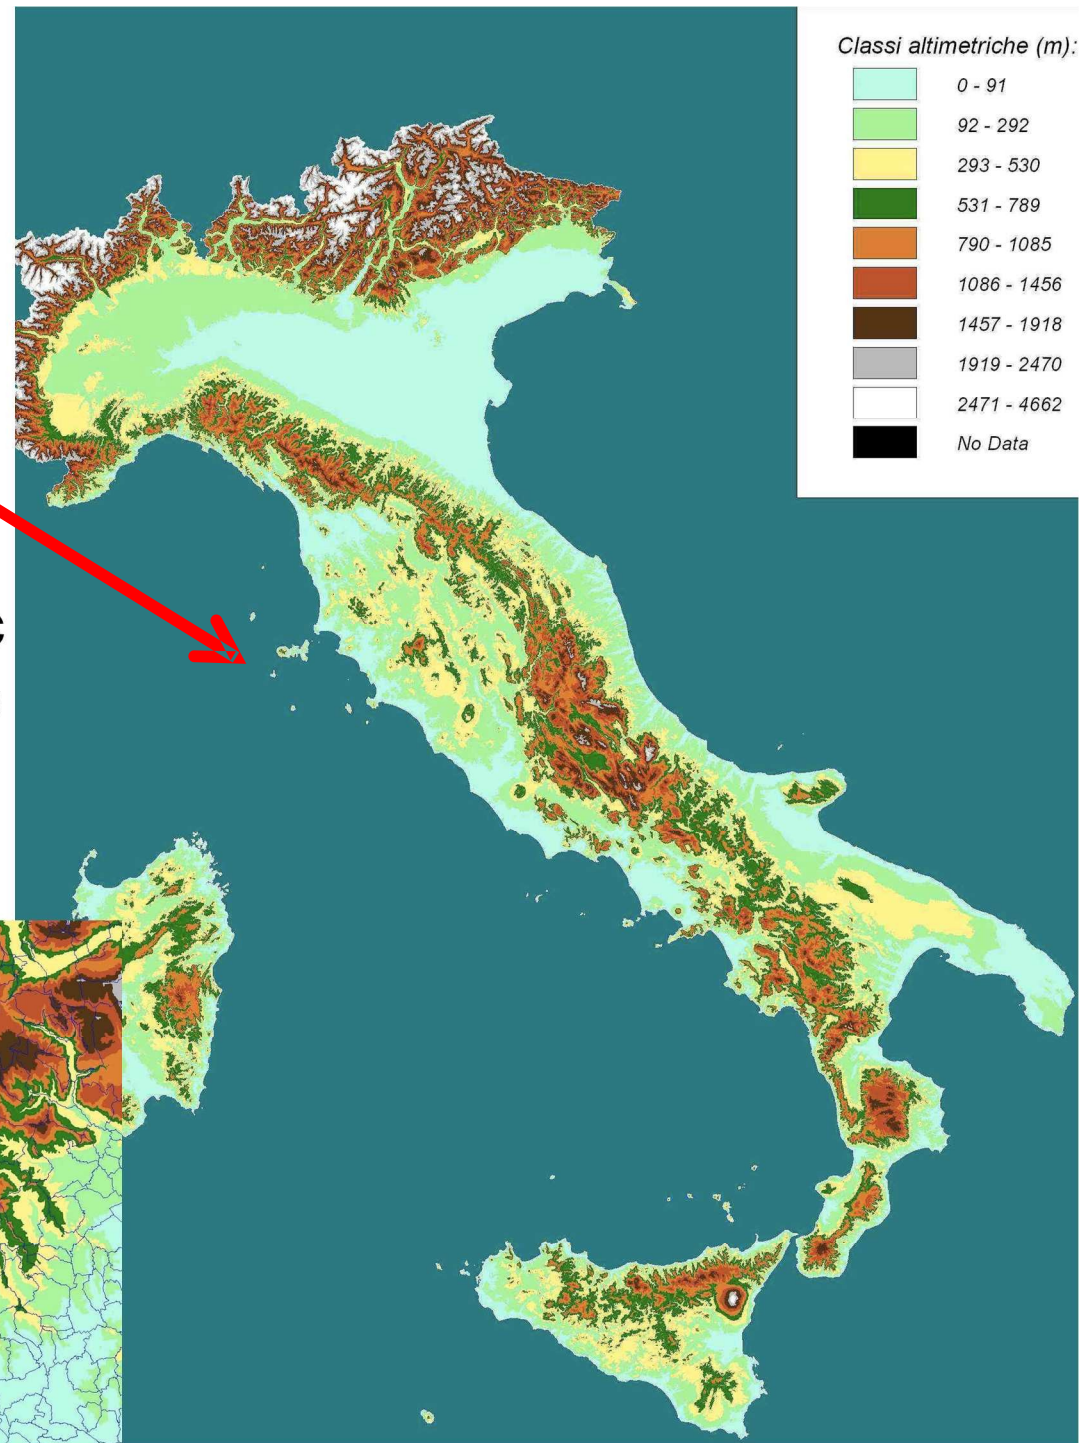 Classi altimetriche (m):
0 - 91
92 - 292
293 - 530
531 - 789
790 - 1085
1086 - 1456
1457 - 1918
1919 - 2470
2471 - 4662
No Data